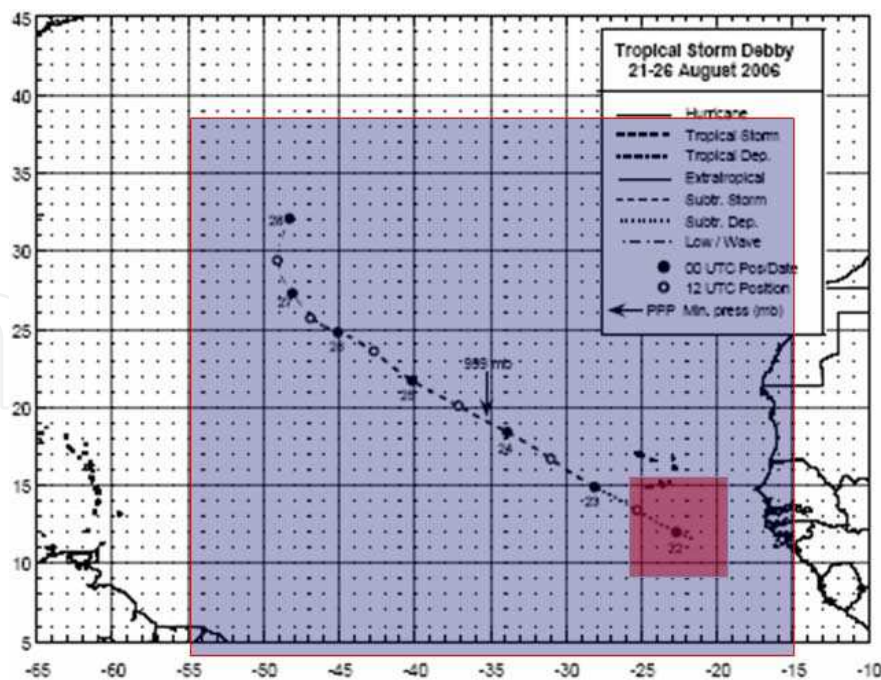 Tropical Storm Debby
21-26 August 2006
Hurricane
Tropical Storm
Tropical Dep.
Extratropical
Subtr. Storm
Subtr. Dep.
Low / Wave
00 UTC Pos/Date
12 UTC Position
PPP Min. press (mb)
45
40
35
30
25
20
15
10
5
28
27
26
25
999 mb
24
23
22
-65 -60 -55 -50 -45 -40 -35 -30 -25 -20 -15 -10